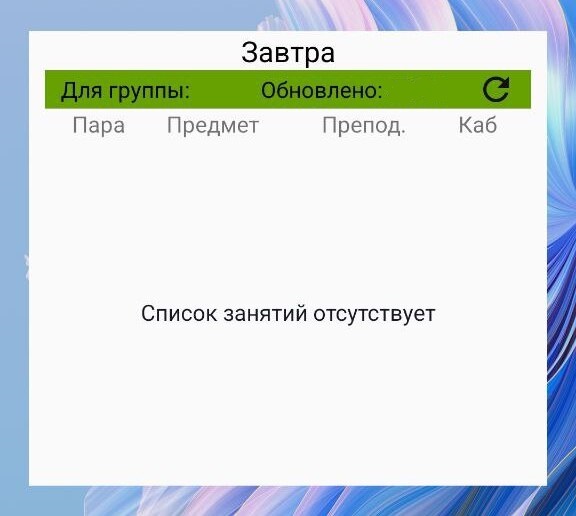 Завтра
Для группы: Обновлено:
Пара Предмет Препод. Каб
Список занятий отсутствует